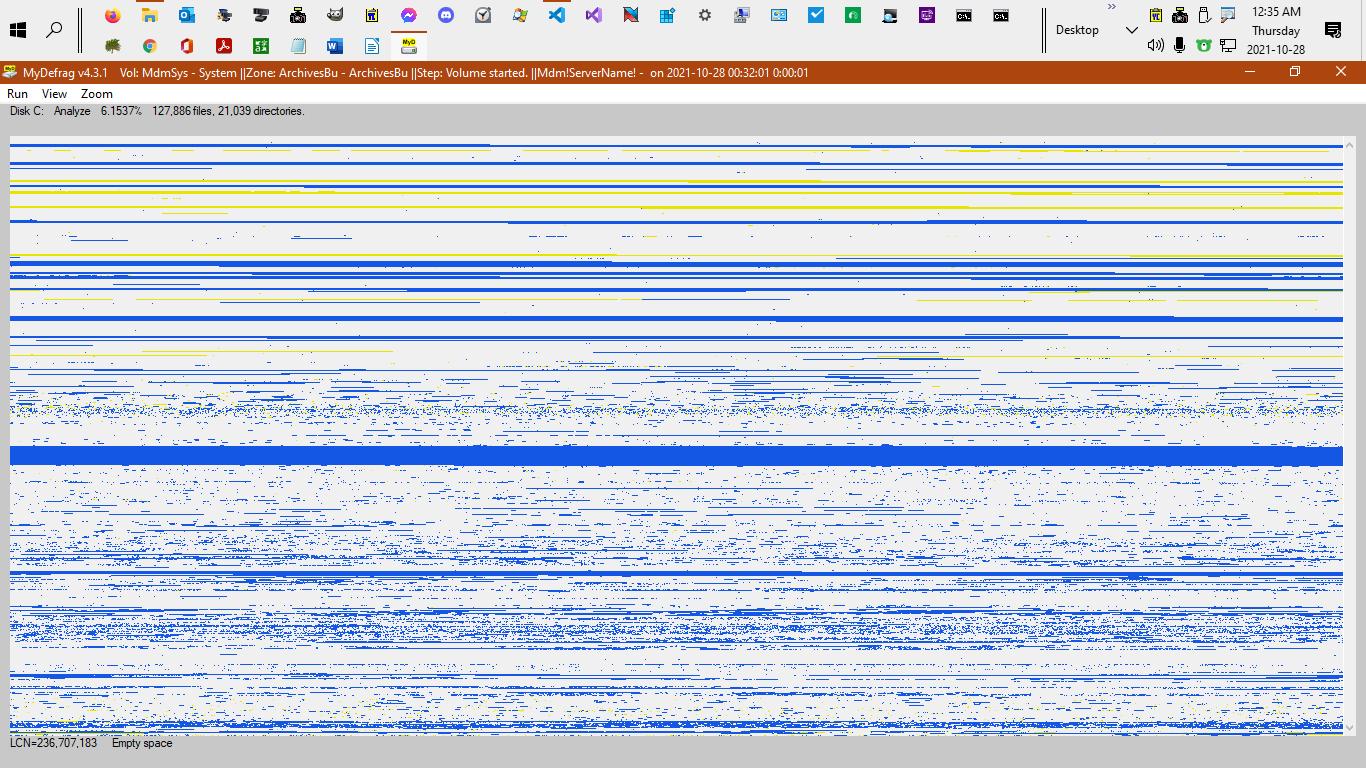 12:35 AM
Desktop
Thursday
2021-10-28
MyD
MyDefrag v4.3.1 Vol: MdmSys - System ||Zone: ArchivesBu - ArchivesBu ||Step: Volume started. ||Mdm!ServerName! - on 2021-10-28 00:32:01 0:00:01
Run View Zoom
Disk C: Analyze 6.1537% 127,886 files, 21,039 directories.
LCN=236,707,183 Empty space